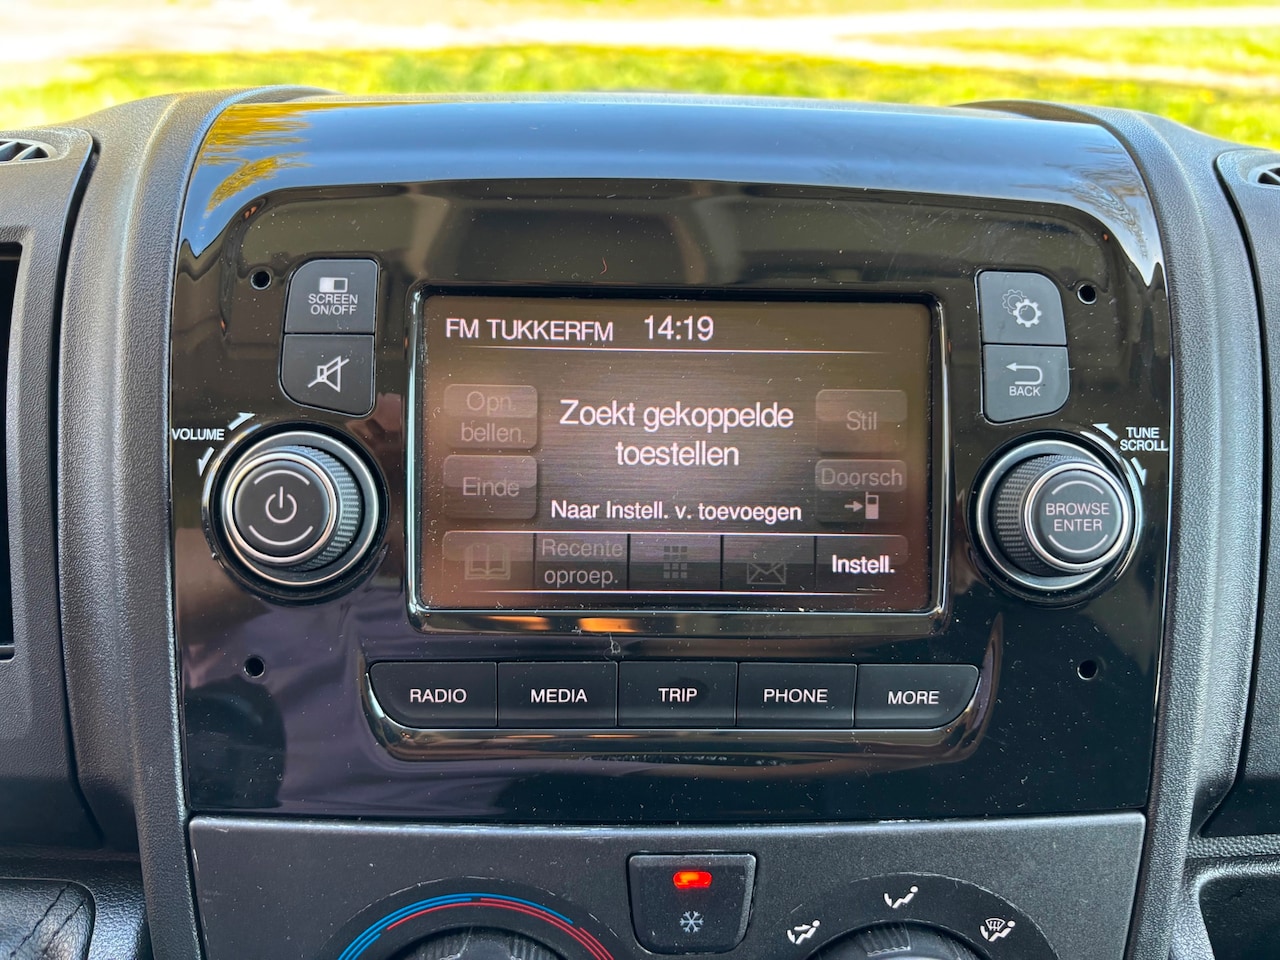 SCREEN
ON/OFF
VOLUME
FM TUKKERFM 14:19
Opn.
bellen.
Zoekt gekoppelde
toestellen
Stil
Einde
Doorsch
Naar Instell. v. toevoegen
Recente
oproep.
Instell.
BACK
TUNE
SCROLL
BROWSE
ENTER
RADIO
MEDIA
TRIP
PHONE
MORE